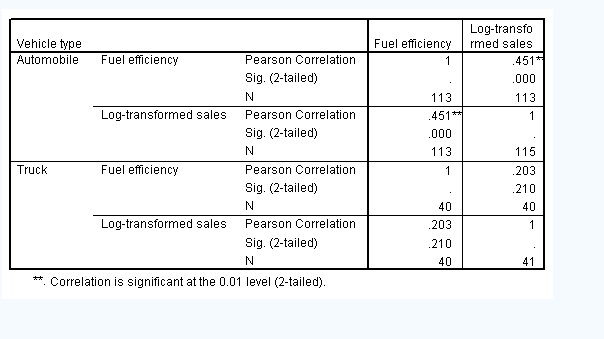 Log-transfo
Vehicle type Fuel efficiency rmed sales
Automobile Fuel efficiency Pearson Correlation 1 .451**
Sig. (2-tailed) . .000
N 113 113
Log-transformed sales Pearson Correlation .451** 1
Sig. (2-tailed) .000 .
N 113 115
Truck Fuel efficiency Pearson Correlation 1 .203
Sig. (2-tailed) . .210
N 40 40
Log-transformed sales Pearson Correlation .203 1
Sig. (2-tailed) .210 .
N 40 41
**. Correlation is significant at the 0.01 level (2-tailed).